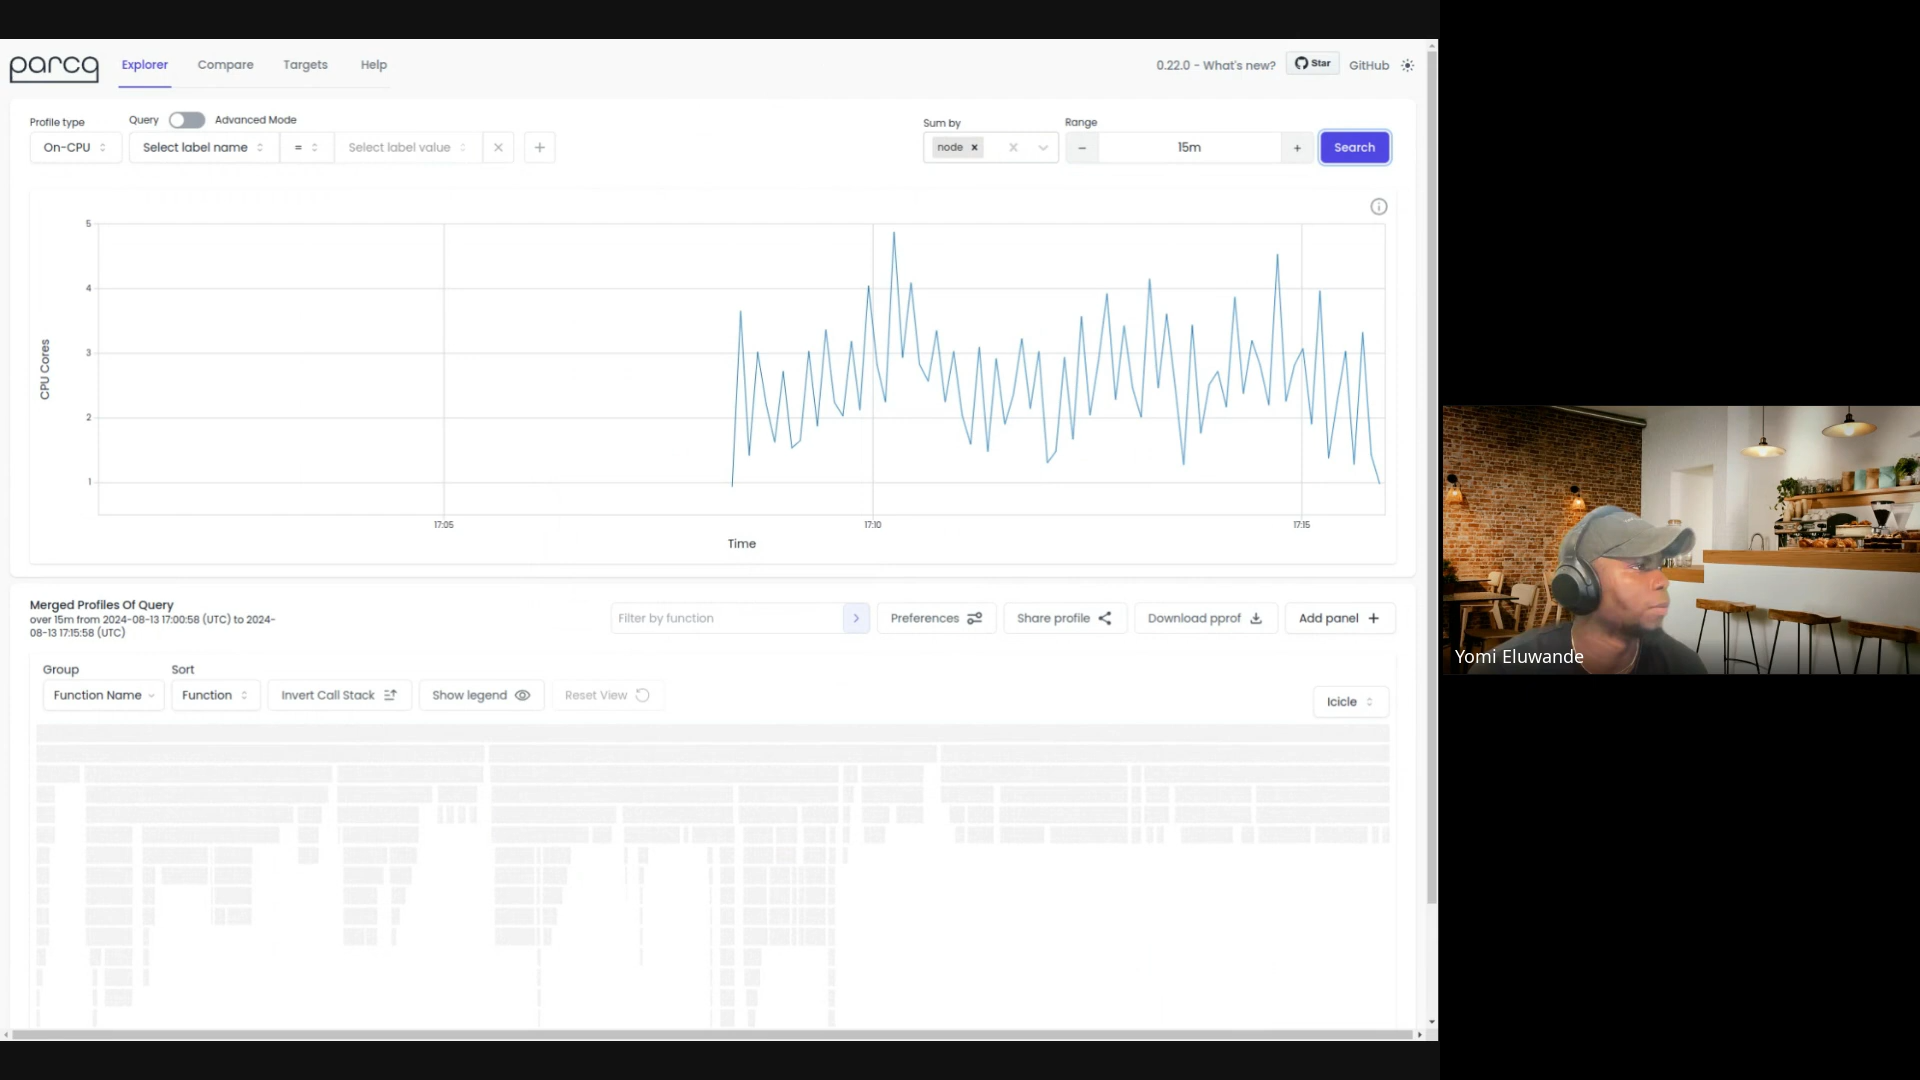 parca
Explorer
Compare
Targets
Help
0.22.0 - What's new?
Star
GitHub
Profile type
Query
Advanced Mode
Sum by
Range
On-CPU
Select label name
=
Select label value
×
+
node ×
×
−
15m
+
Search
5
4
3
2
1
CPU Cores
17:05
17:10
17:15
Time
Merged Profiles Of Query
over 15m from 2024-08-13 17:00:58 (UTC) to 2024-
08-13 17:15:58 (UTC)
Filter by function
Preferences
Share profile
Download pprof
Add panel +
Group
Sort
Function Name
Function
Invert Call Stack
Show legend
Reset View
Icicle
Yomi Eluwande